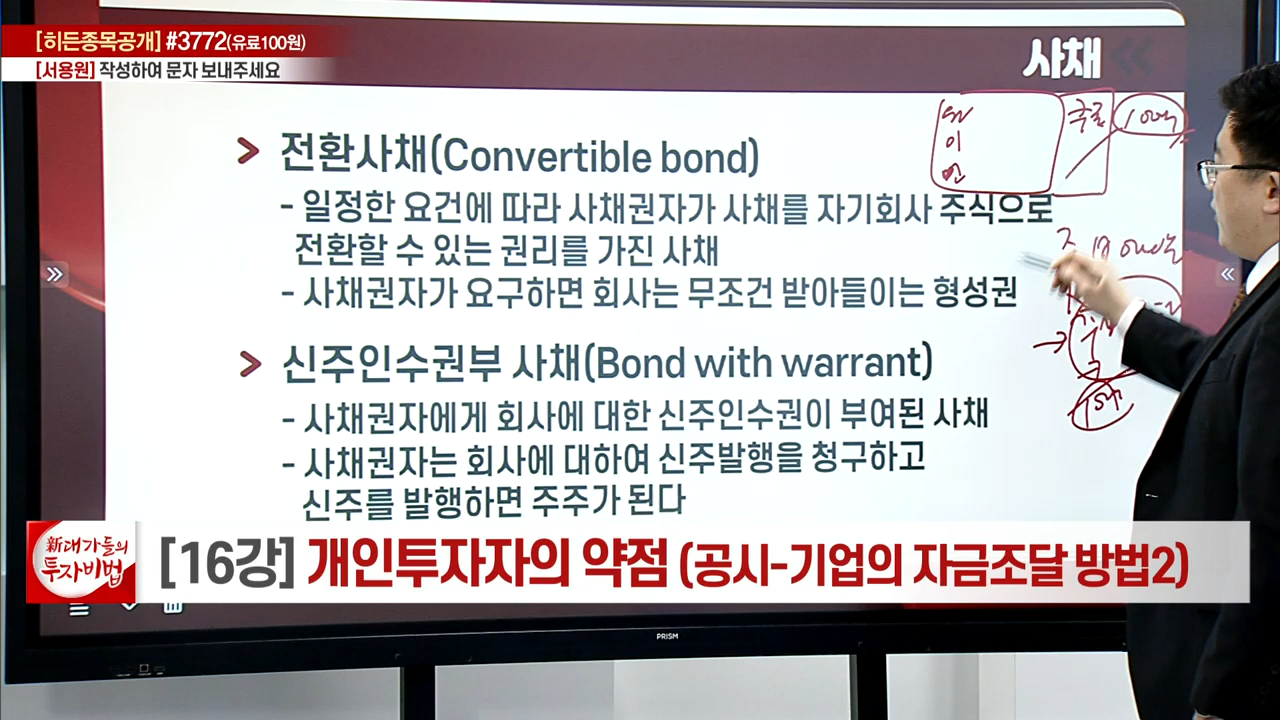 [히든종목공개] #3772(유료100원)
[서용원] 작성하여 문자 보내주세요
사채
> 전환사채(Convertible bond)
- 일정한 요건에 따라 사채권자가 사채를 자기회사 주식으로
전환할 수 있는 권리를 가진 사채
- 사채권자가 요구하면 회사는 무조건 받아들이는 형성권
> 신주인수권부 사채(Bond with warrant)
- 사채권자에게 회사에 대한 신주인수권이 부여된 사채
- 사채권자는 회사에 대하여 신주발행을 청구하고
신주를 발행하면 주주가 된다
新대가들의
투자비법
[16강] 개인투자자의 약점 (공시-기업의 자금조달 방법2)
PRISM